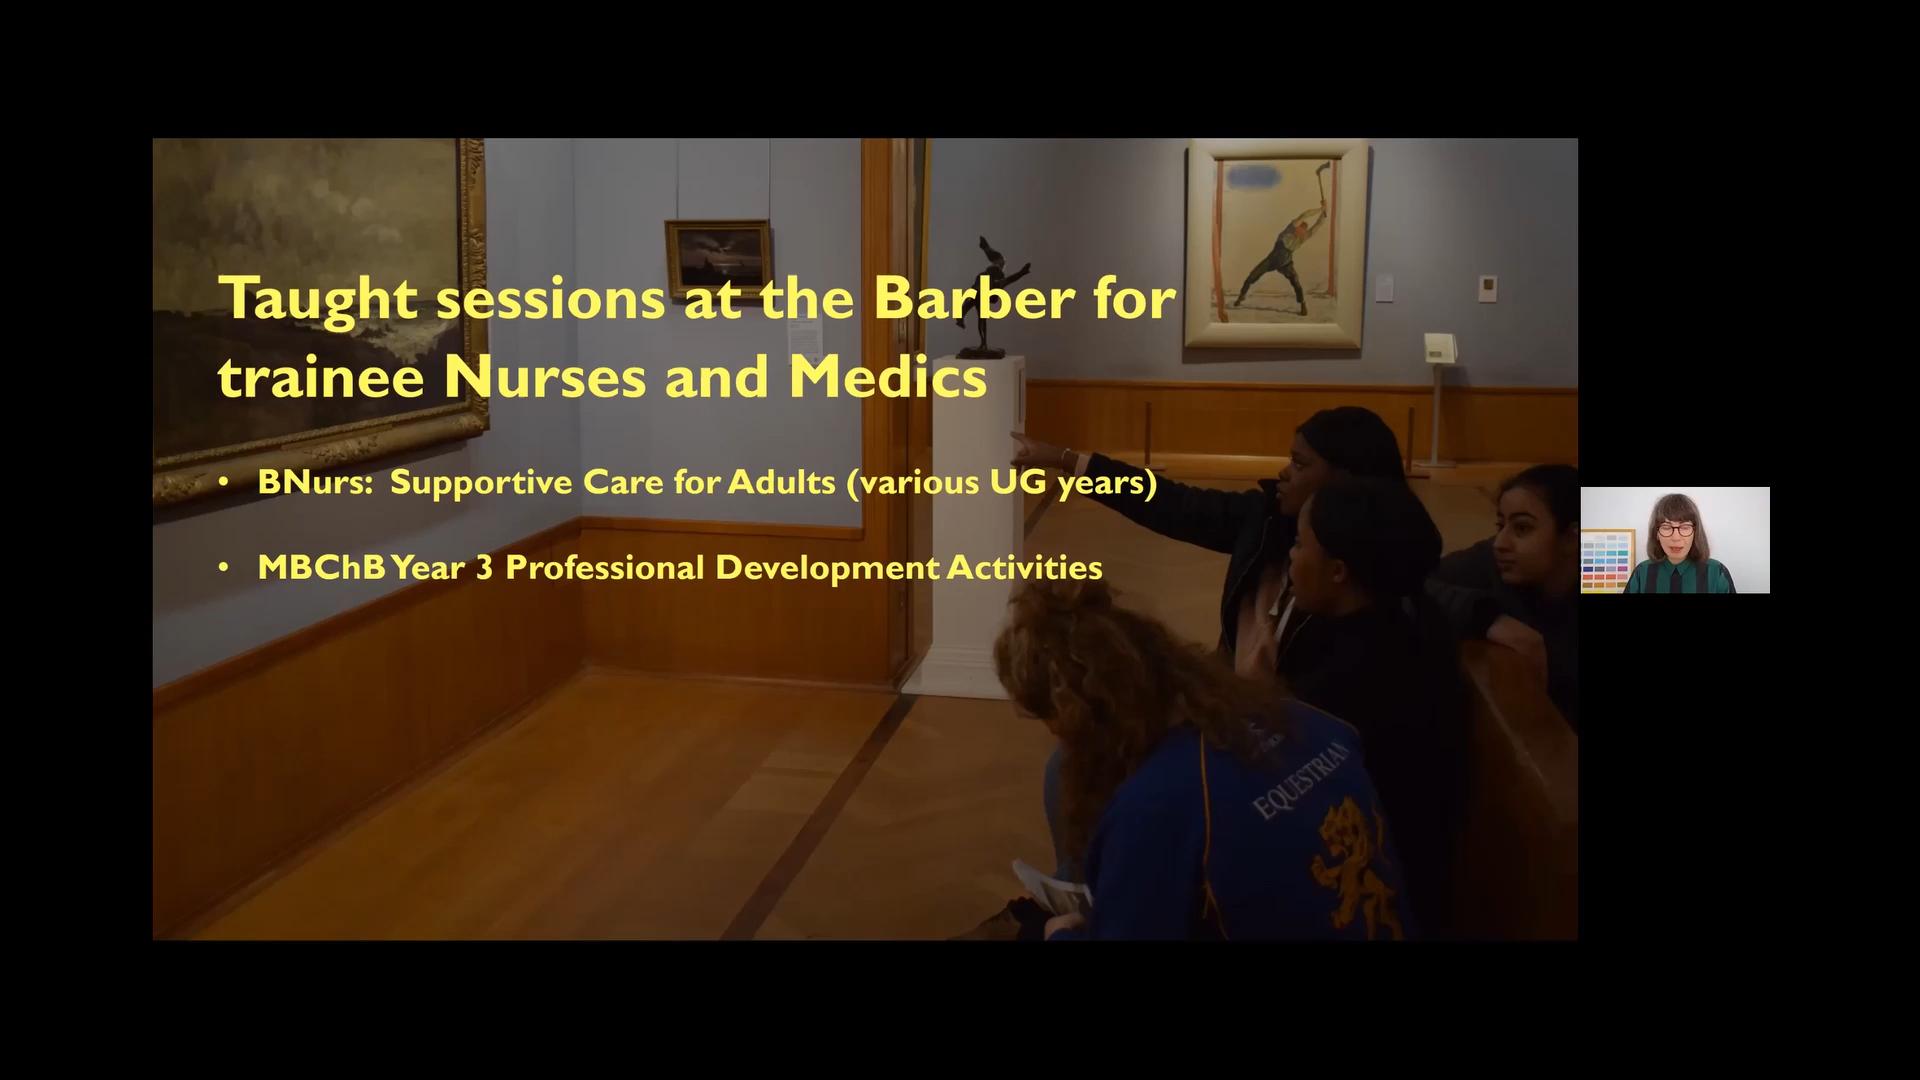 Taught sessions at the Barber for
trainee Nurses and Medics
• BNurs: Supportive Care for Adults (various UG years)
• MBChB Year 3 Professional Development Activities
EQUESTRIAN